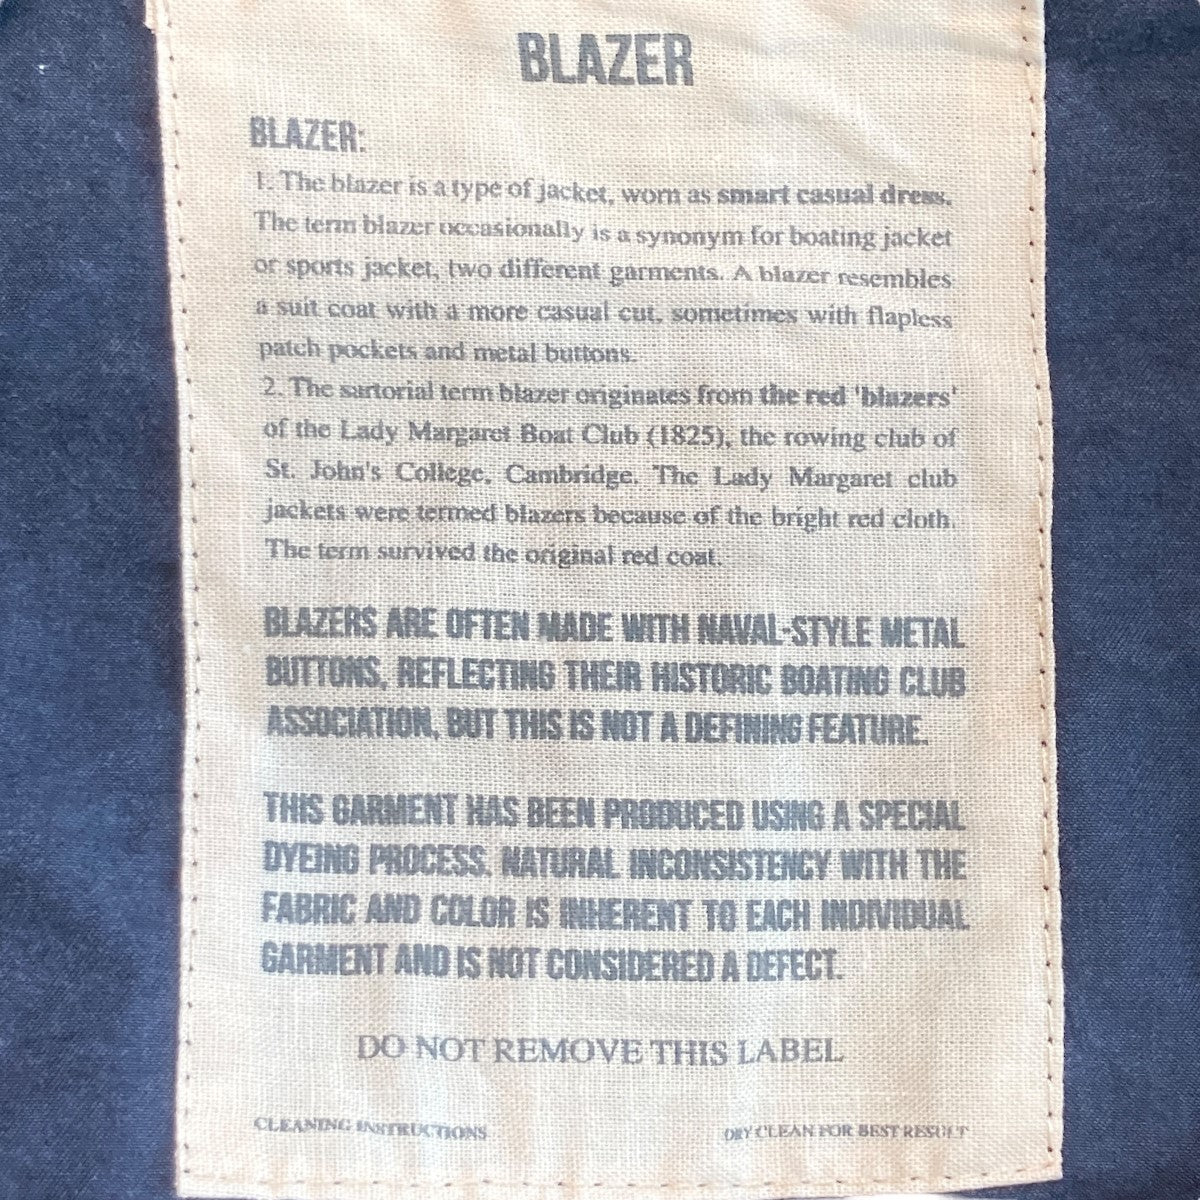 BLAZER
BLAZER:
1. The blazer is a type of jacket, worn as smart casual dress.
The term blazer occasionally is a synonym for boating jacket
or sports jacket, two different garments. A blazer resembles
a suit coat with a more casual cut, sometimes with flapless
patch pockets and metal buttons.
2. The sartorial term blazer originates from the red 'blazers'
of the Lady Margaret Boat Club (1825), the rowing club of
St. John's College, Cambridge. The Lady Margaret club
jackets were termed blazers because of the bright red cloth.
The term survived the original red coat.
BLAZERS ARE OFTEN MADE WITH NAVAL-STYLE METAL
BUTTONS, REFLECTING THEIR HISTORIC BOATING CLUB
ASSOCIATION, BUT THIS IS NOT A DEFINING FEATURE.
THIS GARMENT HAS BEEN PRODUCED USING A SPECIAL
DYEING PROCESS. NATURAL INCONSISTENCY WITH THE
FABRIC AND COLOR IS INHERENT TO EACH INDIVIDUAL
GARMENT AND IS NOT CONSIDERED A DEFECT.
DO NOT REMOVE THIS LABEL
CLEANING INSTRUCTIONS DRY CLEAN FOR BEST RESULT